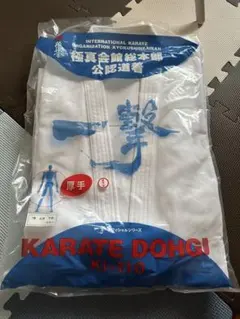 INTERNATIONAL KARATE
ORGANIZATION KYOKUSHINKAIKAN
極真会館総本部
公認道着
一撃
厚手
KARATE DOHGI